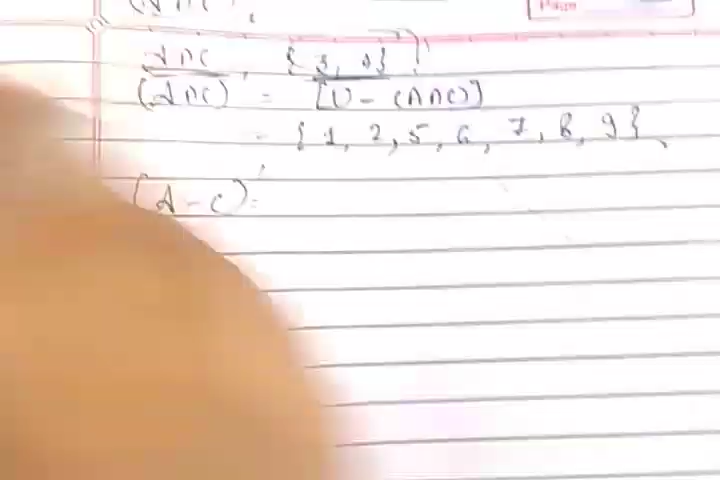 A∩C = {3, 4}
(A∩C)' = [U - (A∩C)]
= {1, 2, 5, 6, 7, 8, 9}
(A - C)' =